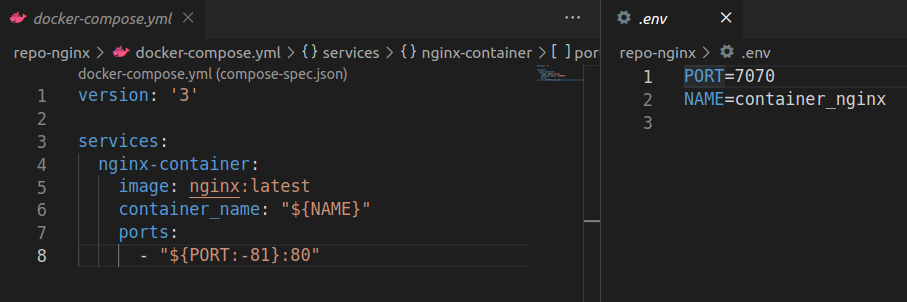 docker-compose.yml
repo-nginx > docker-compose.yml > {} services > {} nginx-container > [ ] por
docker-compose.yml (compose-spec.json)
1 version: '3'
2
3 services:
4   nginx-container:
5     image: nginx:latest
6     container_name: "${NAME}"
7     ports:
8       - "${PORT:-81}:80"
.env
repo-nginx > .env
1 PORT=7070
2 NAME=container_nginx
3